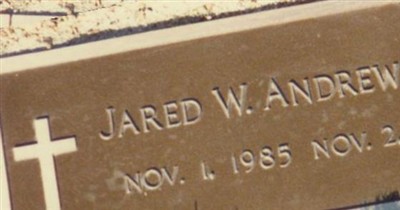 JARED W. ANDREW
NOV. 1, 1985 NOV. 2,